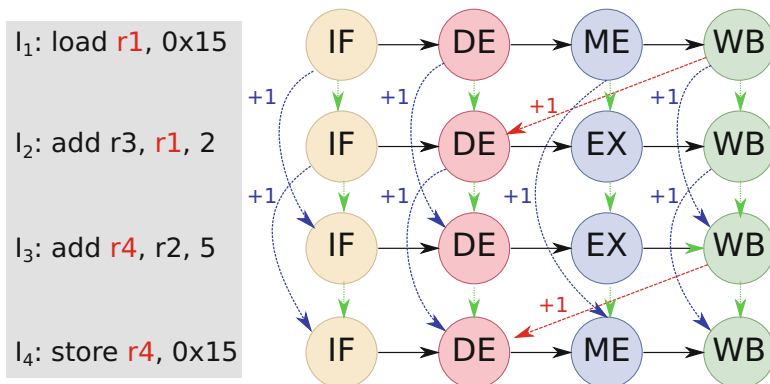 I₁: load r1, 0x15 IF DE ME WB
+1 +1 +1 +1
I₂: add r3, r1, 2 IF DE EX WB
+1 +1 +1 +1
I₃: add r4, r2, 5 IF DE EX WB
+1
I₄: store r4, 0x15 IF DE ME WB